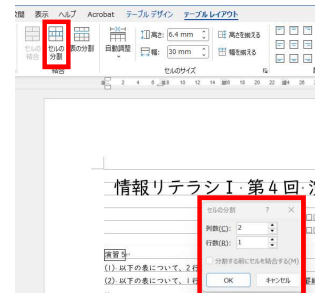 校閲 表示 ヘルプ Acrobat テーブル デザイン テーブル レイアウト
セルの結合 セルの分割 表の分割 自動調整 高さ: 6.4 mm 高さを揃える
幅: 30 mm 幅を揃える
結合 セルのサイズ
情報リテラシⅠ・第4回・
セルの分割 ? ×
列数(C): 2
行数(R): 1
分割する前にセルを結合する(M)
OK キャンセル
演習5
(1) 以下の表について、2行
(2) 以下の表について、1行